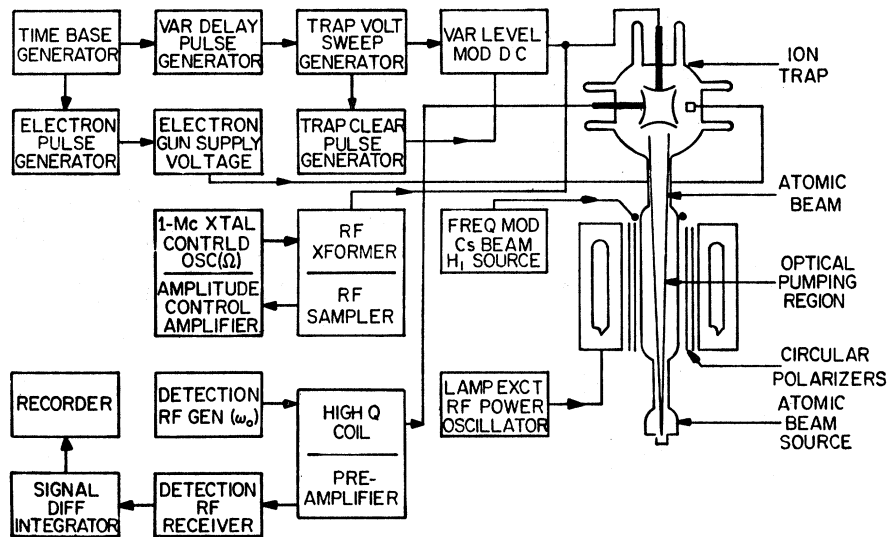 TIME BASE
GENERATOR
VAR DELAY
PULSE
GENERATOR
TRAP VOLT
SWEEP
GENERATOR
VAR LEVEL
MOD D C
ION
TRAP
ELECTRON
PULSE
GENERATOR
ELECTRON
GUN SUPPLY
VOLTAGE
TRAP CLEAR
PULSE
GENERATOR
ATOMIC
BEAM
1-Mc XTAL
CONTRLD
OSC(Ω)
AMPLITUDE
CONTROL
AMPLIFIER
RF
XFORMER
RF
SAMPLER
FREQ MOD
Cs BEAM
H₁ SOURCE
OPTICAL
PUMPING
REGION
CIRCULAR
POLARIZERS
RECORDER
DETECTION
RF GEN (ω₀)
HIGH Q
COIL
PRE-
AMPLIFIER
LAMP EXCT
RF POWER
OSCILLATOR
ATOMIC
BEAM
SOURCE
SIGNAL
DIFF
INTEGRATOR
DETECTION
RF
RECEIVER